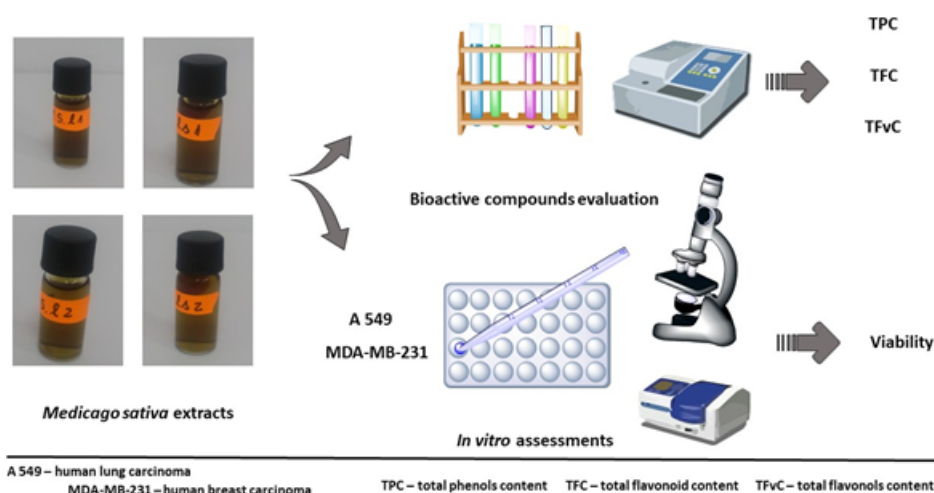 TPC
TFC
TFvC
Bioactive compounds evaluation
A 549
MDA-MB-231
Viability
Medicago sativa extracts
In vitro assessments
A 549 – human lung carcinoma
MDA-MB-231 – human breast carcinoma
TPC – total phenols content TFC – total flavonoid content TFvC – total flavonols content